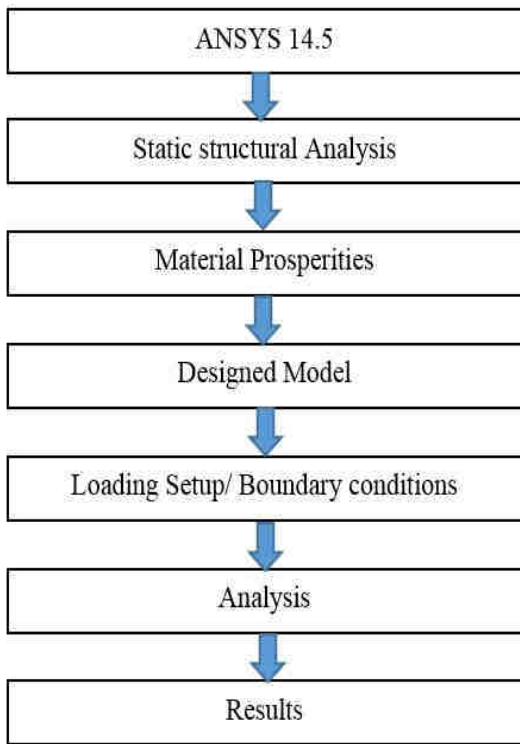 ANSYS 14.5
Static structural Analysis
Material Prosperities
Designed Model
Loading Setup/ Boundary conditions
Analysis
Results